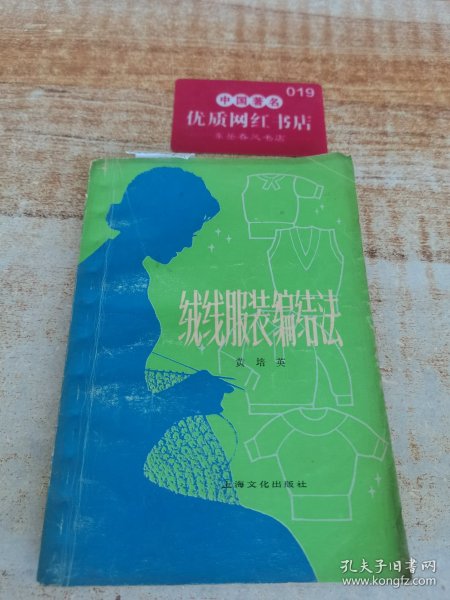 019
中国著名
优质网红书店
绒线服装编结法
黄培英
上海文化出版社
孔夫子旧书网
www.kongfz.com